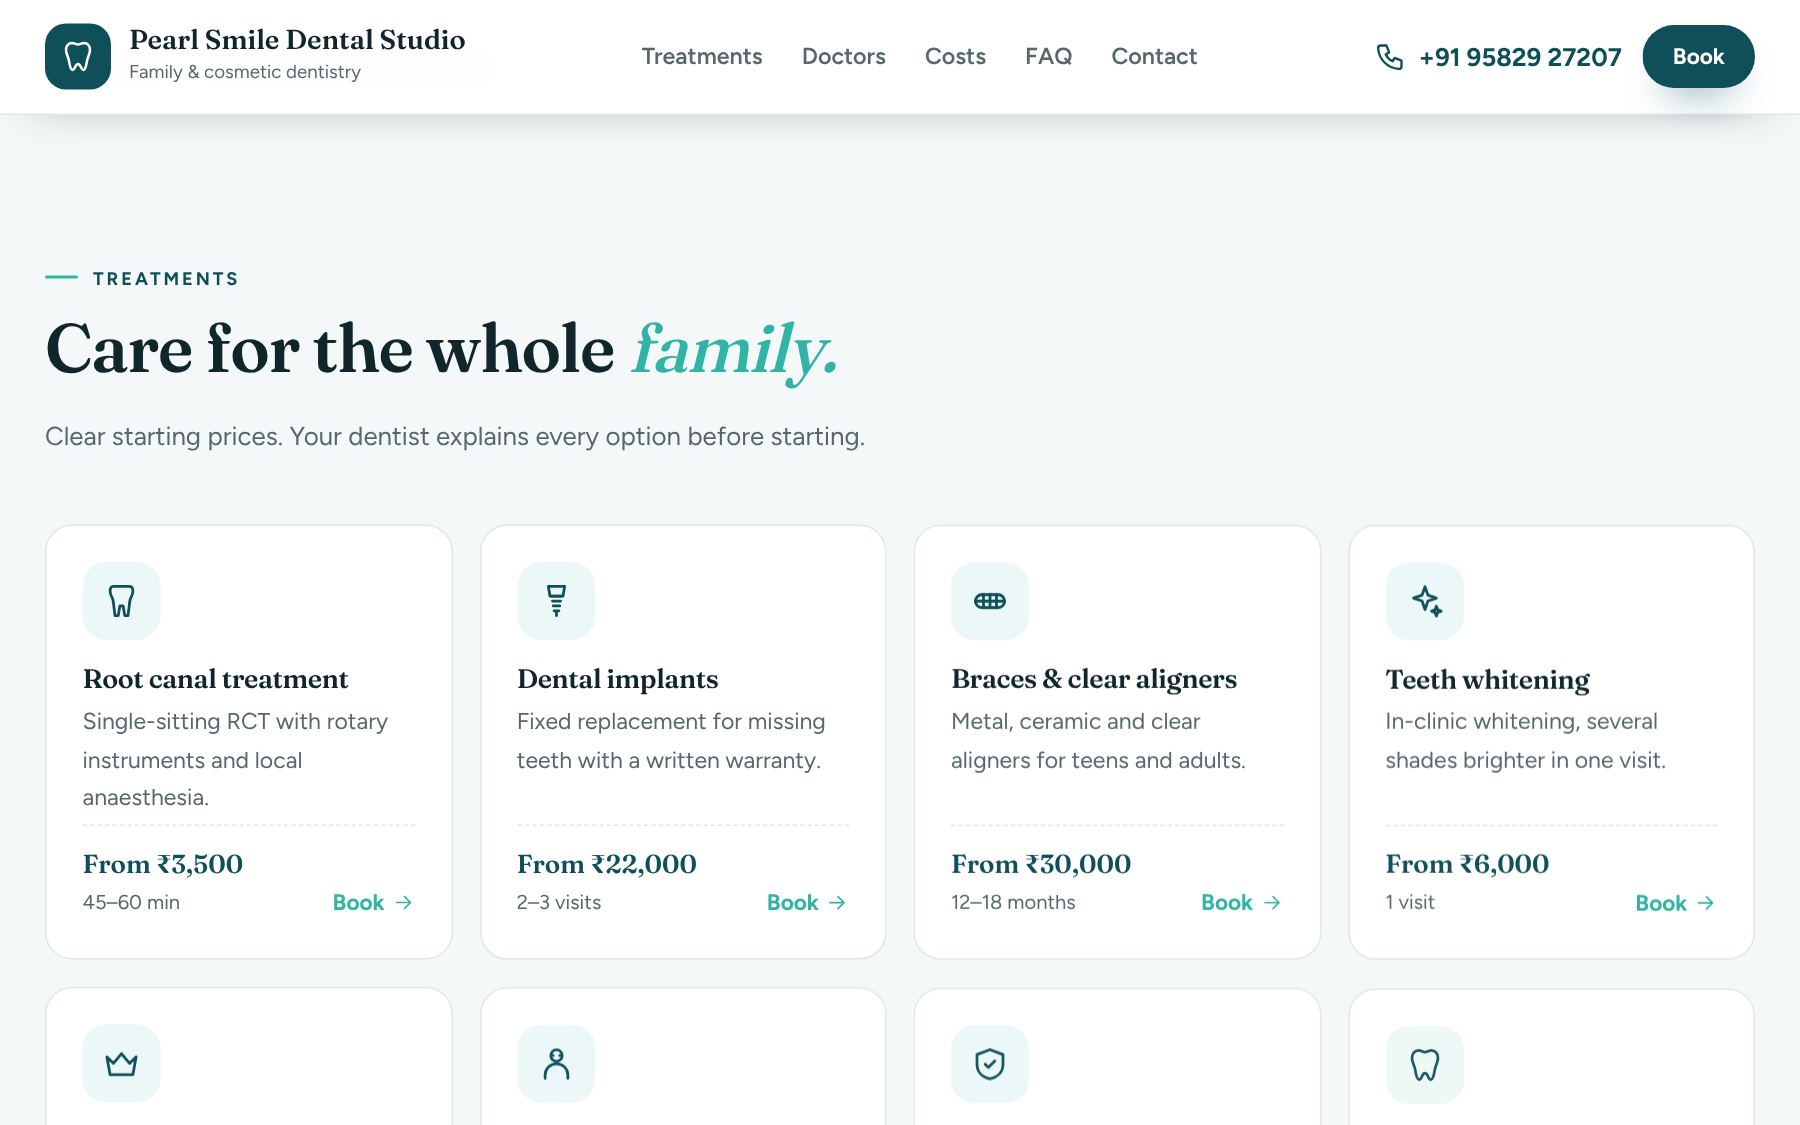 Pearl Smile Dental Studio
Family & cosmetic dentistry
Treatments
Doctors
Costs
FAQ
Contact
+91 95829 27207
Book
TREATMENTS
Care for the whole family.
Clear starting prices. Your dentist explains every option before starting.
Root canal treatment
Single-sitting RCT with rotary
instruments and local
anaesthesia.
From ₹3,500
45–60 min
Book →
Dental implants
Fixed replacement for missing
teeth with a written warranty.
From ₹22,000
2–3 visits
Book →
Braces & clear aligners
Metal, ceramic and clear
aligners for teens and adults.
From ₹30,000
12–18 months
Book →
Teeth whitening
In-clinic whitening, several
shades brighter in one visit.
From ₹6,000
1 visit
Book →